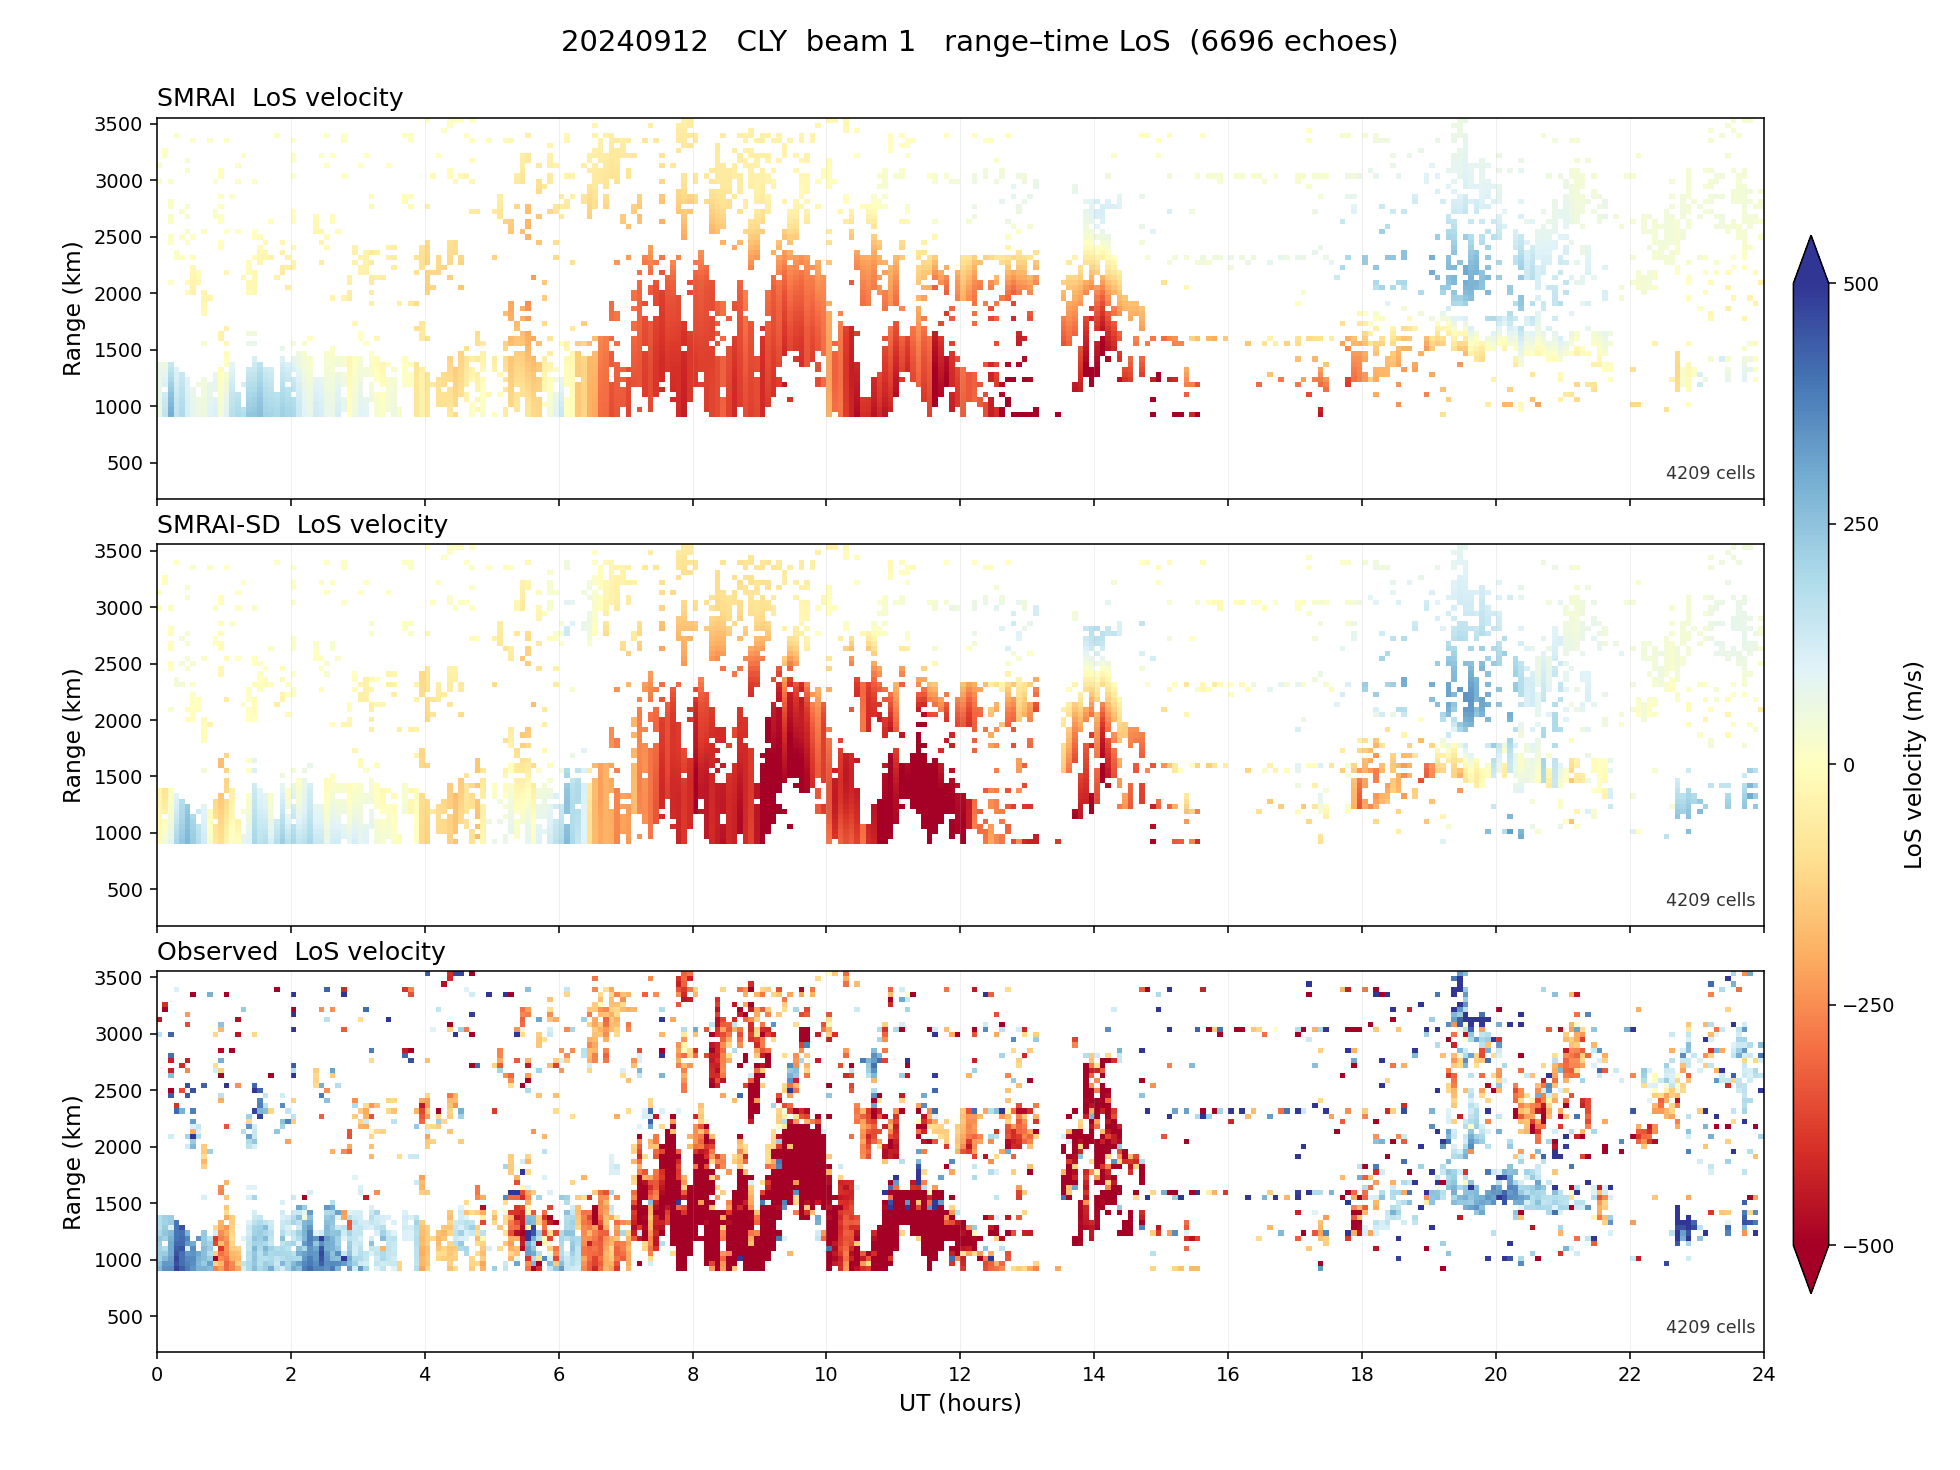 20240912   CLY  beam 1   range–time LoS  (6696 echoes)
SMRAI  LoS velocity
3500
3000
2500
2000
1500
1000
500
Range (km)
4209 cells
SMRAI-SD  LoS velocity
3500
3000
2500
2000
1500
1000
500
Range (km)
4209 cells
Observed  LoS velocity
3500
3000
2500
2000
1500
1000
500
Range (km)
4209 cells
0 2 4 6 8 10 12 14 16 18 20 22 24
UT (hours)
500
250
0
−250
−500
LoS velocity (m/s)